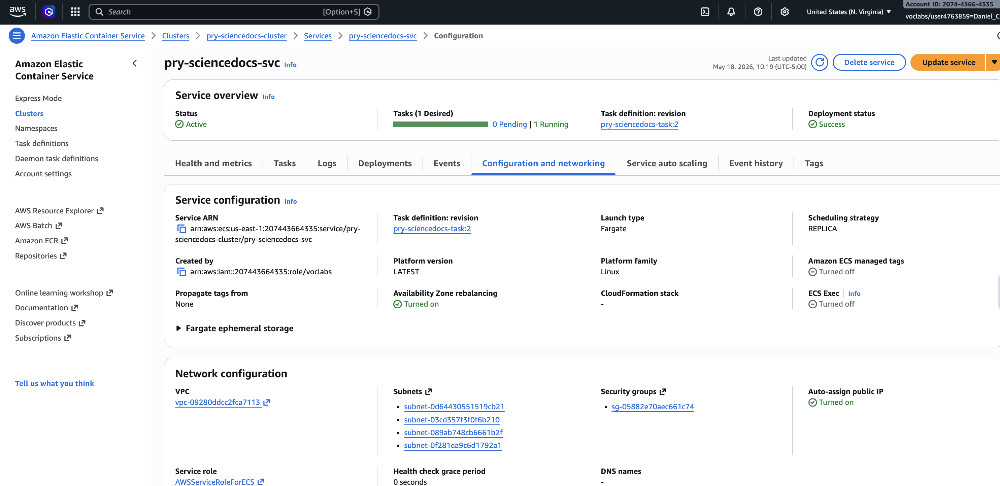 aws
Search
[Option+S]
United States (N. Virginia)
Account ID: 2074-4366-4335
voclabs/user4763859=Daniel_C
Amazon Elastic Container Service
Clusters
pry-sciencedocs-cluster
Services
pry-sciencedocs-svc
Configuration
Amazon Elastic
Container Service
Express Mode
Clusters
Namespaces
Task definitions
Daemon task definitions
Account settings
AWS Resource Explorer
AWS Batch
Amazon ECR
Repositories
Online learning workshop
Documentation
Discover products
Subscriptions
Tell us what you think
pry-sciencedocs-svc Info
Last updated
May 18, 2026, 10:19 (UTC-5:00)
Delete service
Update service
Service overview Info
Status
Active
Tasks (1 Desired)
0 Pending | 1 Running
Task definition: revision
pry-sciencedocs-task:2
Deployment status
Success
Health and metrics
Tasks
Logs
Deployments
Events
Configuration and networking
Service auto scaling
Event history
Tags
Service configuration Info
Service ARN
arn:aws:ecs:us-east-1:207443664335:service/pry-
sciencedocs-cluster/pry-sciencedocs-svc
Task definition: revision
pry-sciencedocs-task:2
Launch type
Fargate
Scheduling strategy
REPLICA
Created by
arn:aws:iam::207443664335:role/voclabs
Platform version
LATEST
Platform family
Linux
Amazon ECS managed tags
Turned off
Propagate tags from
None
Availability Zone rebalancing
Turned on
CloudFormation stack
-
ECS Exec Info
Turned off
Fargate ephemeral storage
Network configuration
VPC
vpc-09280ddcc2fca7113
Subnets
subnet-0d64430551519cb21
subnet-03cd357f3f0f6b210
subnet-089ab748cb6661b2f
subnet-0f281ea9c6d1792a1
Security groups
sg-05882e70aec661c74
Auto-assign public IP
Turned on
Service role
AWSServiceRoleForECS
Health check grace period
0 seconds
DNS names
-